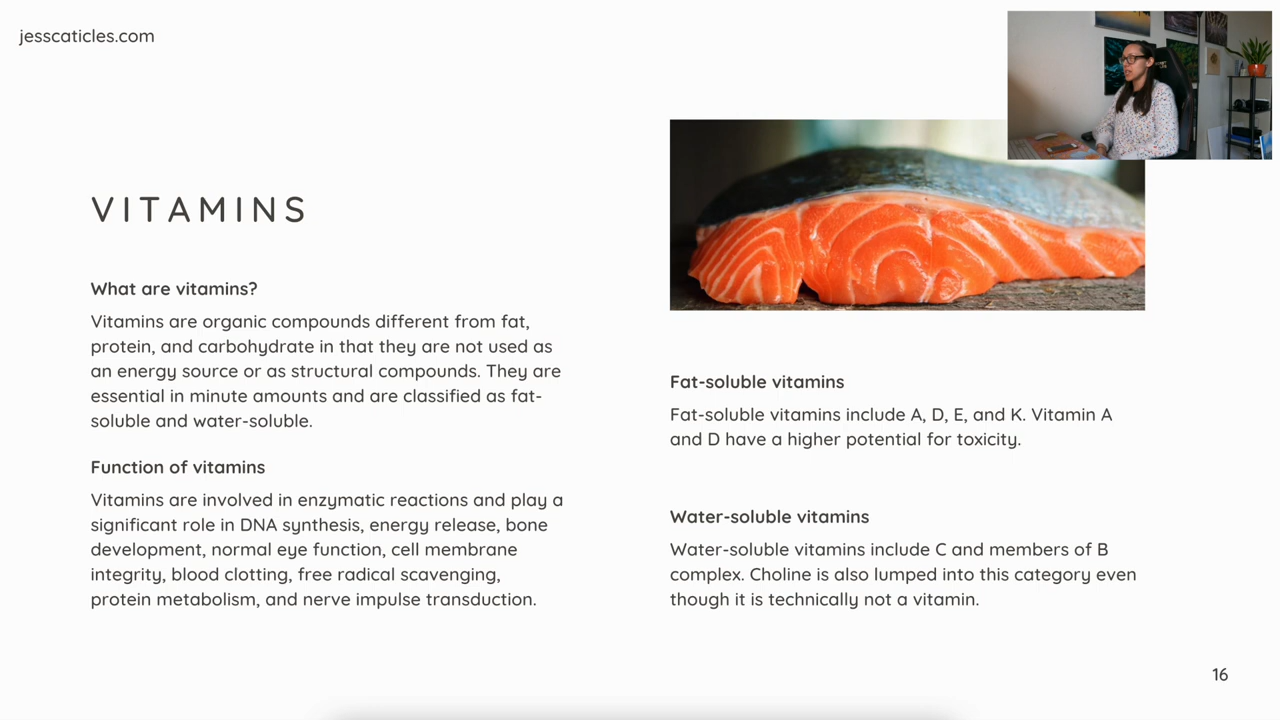 jesscaticles.com
VITAMINS
What are vitamins?
Vitamins are organic compounds different from fat,
protein, and carbohydrate in that they are not used as
an energy source or as structural compounds. They are
essential in minute amounts and are classified as fat-
soluble and water-soluble.
Function of vitamins
Vitamins are involved in enzymatic reactions and play a
significant role in DNA synthesis, energy release, bone
development, normal eye function, cell membrane
integrity, blood clotting, free radical scavenging,
protein metabolism, and nerve impulse transduction.
Fat-soluble vitamins
Fat-soluble vitamins include A, D, E, and K. Vitamin A
and D have a higher potential for toxicity.
Water-soluble vitamins
Water-soluble vitamins include C and members of B
complex. Choline is also lumped into this category even
though it is technically not a vitamin.
16